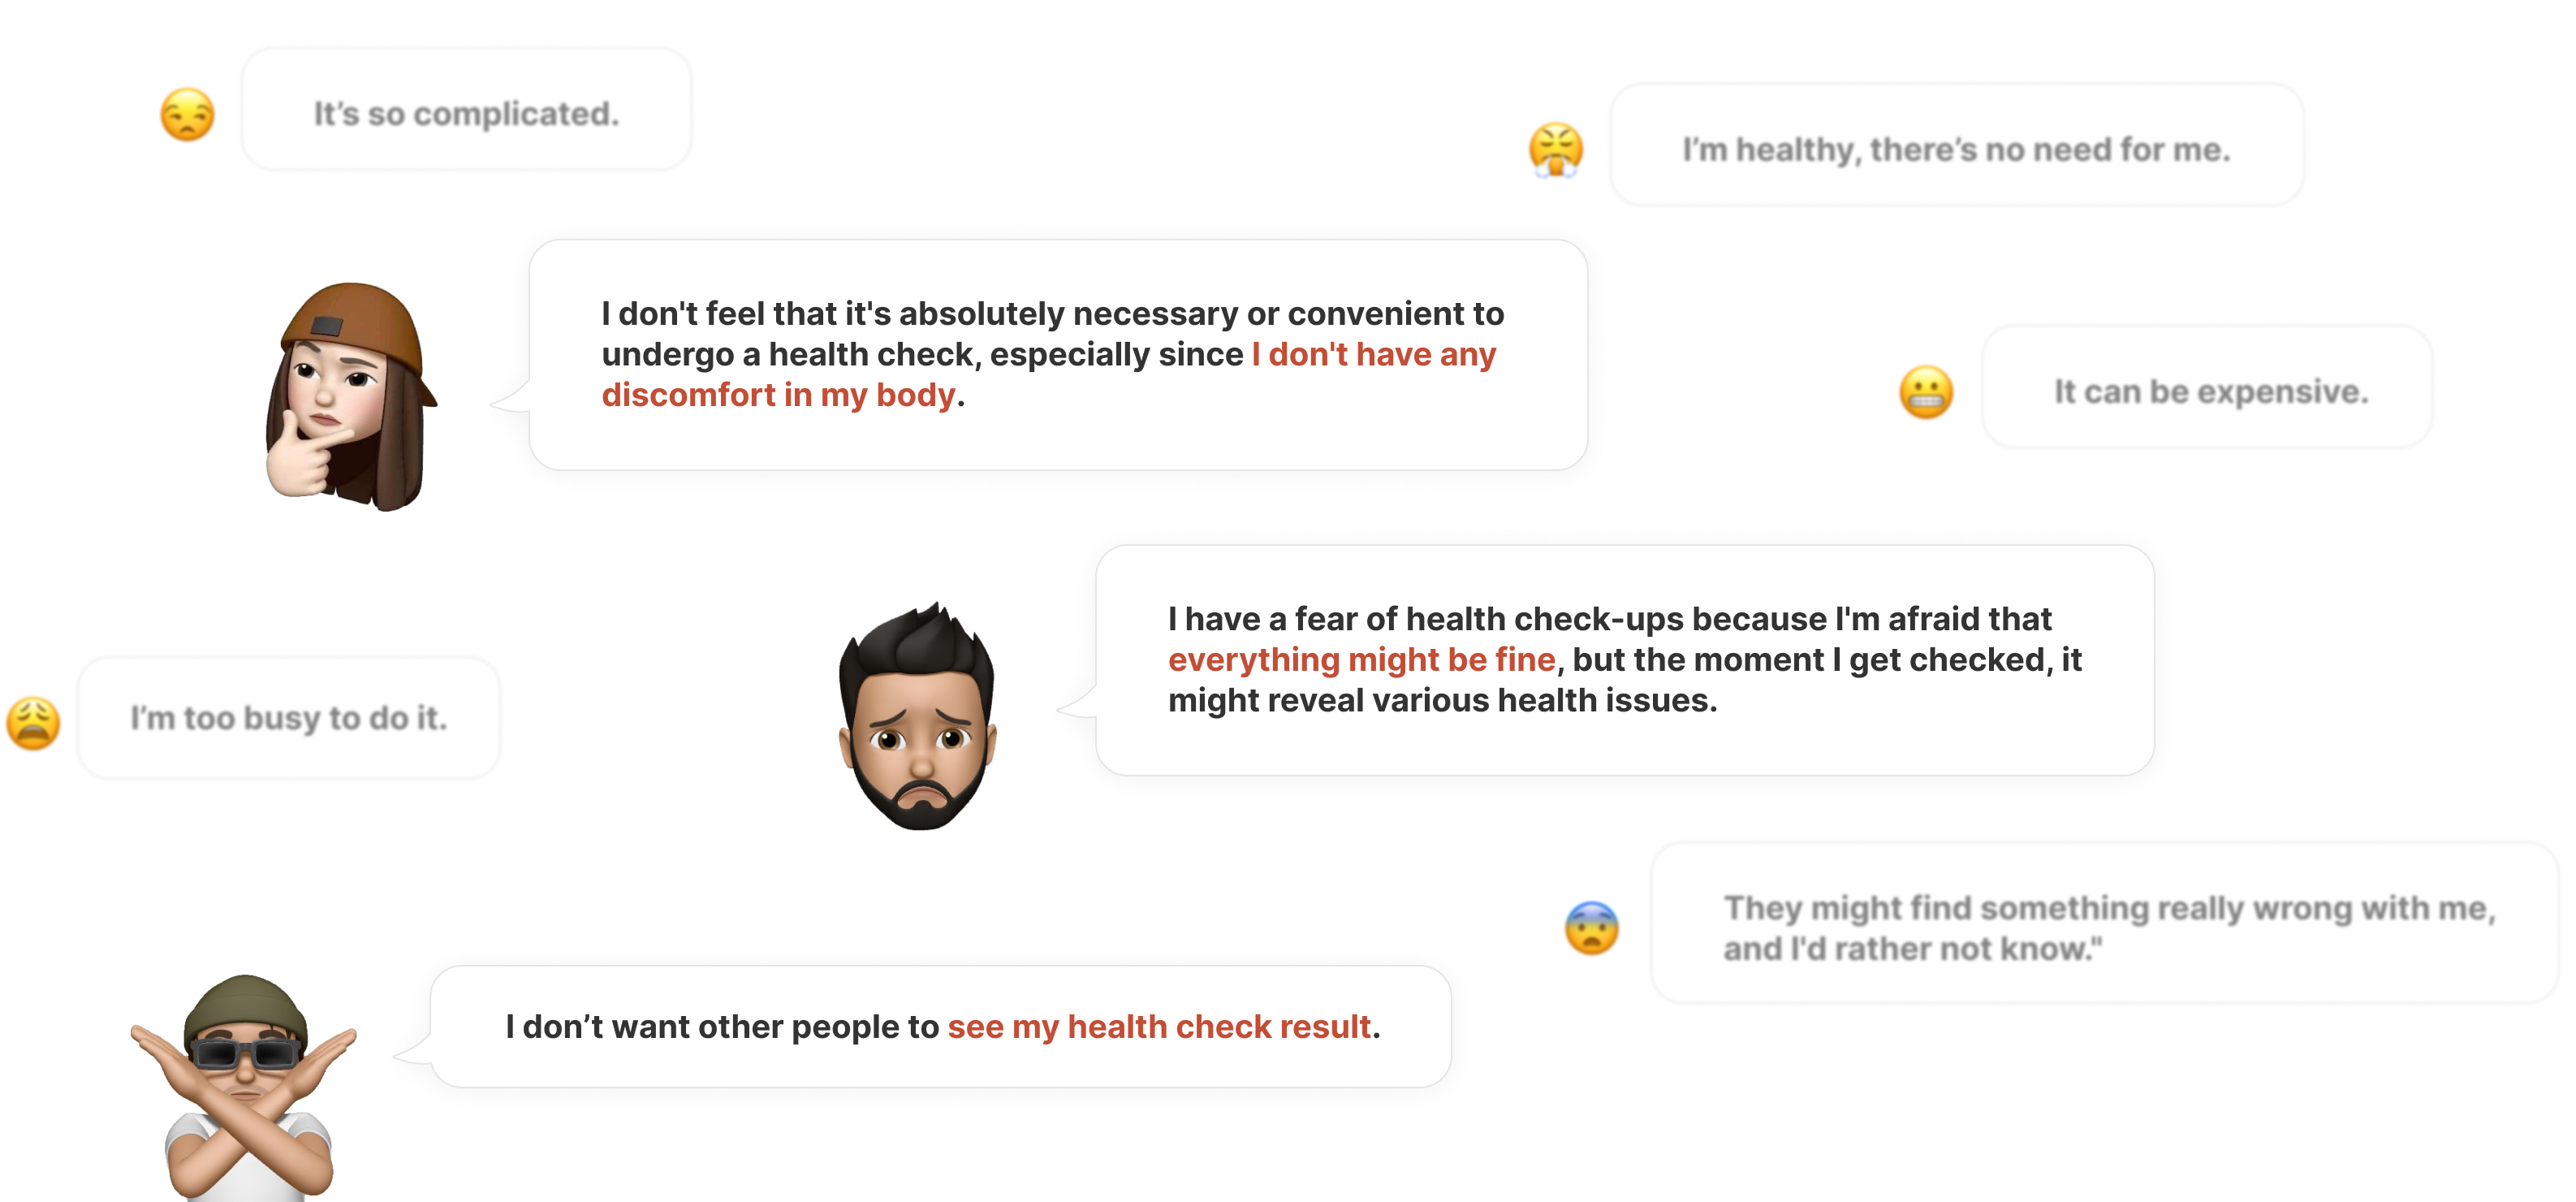 It’s so complicated.
I’m healthy, there’s no need for me.
I don't feel that it's absolutely necessary or convenient to
undergo a health check, especially since I don't have any
discomfort in my body.
It can be expensive.
I have a fear of health check-ups because I'm afraid that
everything might be fine, but the moment I get checked, it
might reveal various health issues.
I’m too busy to do it.
They might find something really wrong with me,
and I'd rather not know."
I don’t want other people to see my health check result.